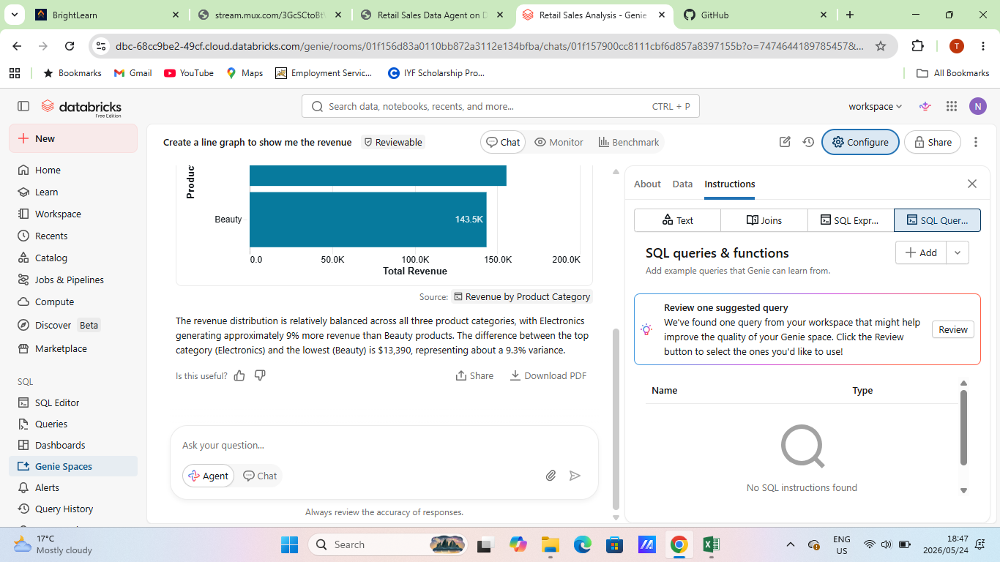 BrightLearn
stream.mux.com/3GcSCtoBt
Retail Sales Data Agent on D
Retail Sales Analysis - Genie
GitHub
dbc-68cc9be2-49cf.cloud.databricks.com/genie/rooms/01f156d83a0110bb872a3112e134bfba/chats/01f157900cc8111cbf6d857a8397155b?o=7474644189785457&...
T
Bookmarks
Gmail
YouTube
Maps
Employment Servic...
IYF Scholarship Pro...
All Bookmarks
databricks
Free Edition
Search data, notebooks, recents, and more...
CTRL + P
workspace
N
New
Home
Learn
Workspace
Recents
Catalog
Jobs & Pipelines
Compute
Discover Beta
Marketplace
SQL
SQL Editor
Queries
Dashboards
Genie Spaces
Alerts
Query History
Create a line graph to show me the revenue
Reviewable
Chat
Monitor
Benchmark
Configure
Share
Produc
Beauty
143.5K
0.0 50.0K 100.0K 150.0K 200.0K
Total Revenue
Source: Revenue by Product Category
The revenue distribution is relatively balanced across all three product categories, with Electronics
generating approximately 9% more revenue than Beauty products. The difference between the top
category (Electronics) and the lowest (Beauty) is $13,390, representing about a 9.3% variance.
Is this useful?
Share
Download PDF
Ask your question...
Agent
Chat
Always review the accuracy of responses.
About Data Instructions
Text
Joins
SQL Expr...
SQL Quer...
SQL queries & functions
Add
Add example queries that Genie can learn from.
Review one suggested query
We've found one query from your workspace that might help
improve the quality of your Genie space. Click the Review
button to select the ones you'd like to use!
Review
Name Type
No SQL instructions found
17°C
Mostly cloudy
Search
ENG
US
18:47
2026/05/24